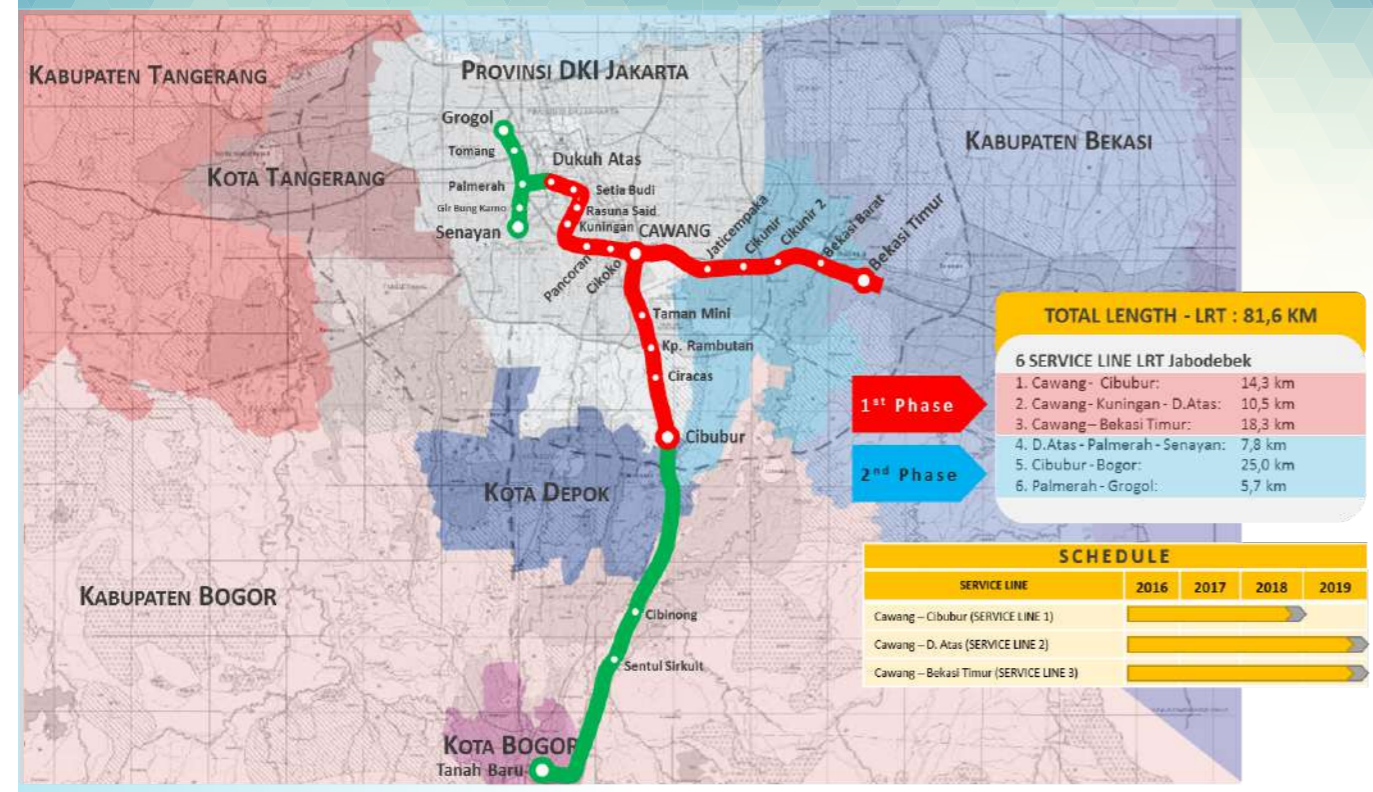 KABUPATEN TANGERANG
PROVINSI DKI JAKARTA
KABUPATEN BEKASI
KOTA TANGERANG
Grogol
Tomang
Dukuh Atas
Palmerah
Setia Budi
Glr Bung Karno
Rasuna Said
Senayan
Kuningan
CAWANG
Pancoran
Cikoko
Jaticempaka
Cikunir
Cikunir 2
Bekasi Barat
Bekasi Timur
Taman Mini
Kp. Rambutan
Ciracas
Cibubur
KOTA DEPOK
KABUPATEN BOGOR
Cibinong
Sentul Sirkuit
KOTA BOGOR
Tanah Baru
TOTAL LENGTH - LRT : 81,6 KM
6 SERVICE LINE LRT Jabodebek
1st Phase
1. Cawang - Cibubur: 14,3 km
2. Cawang - Kuningan - D.Atas: 10,5 km
3. Cawang – Bekasi Timur: 18,3 km
2nd Phase
4. D.Atas - Palmerah - Senayan: 7,8 km
5. Cibubur - Bogor: 25,0 km
6. Palmerah - Grogol: 5,7 km
SCHEDULE
SERVICE LINE 2016 2017 2018 2019
Cawang – Cibubur (SERVICE LINE 1)
Cawang – D. Atas (SERVICE LINE 2)
Cawang – Bekasi Timur (SERVICE LINE 3)